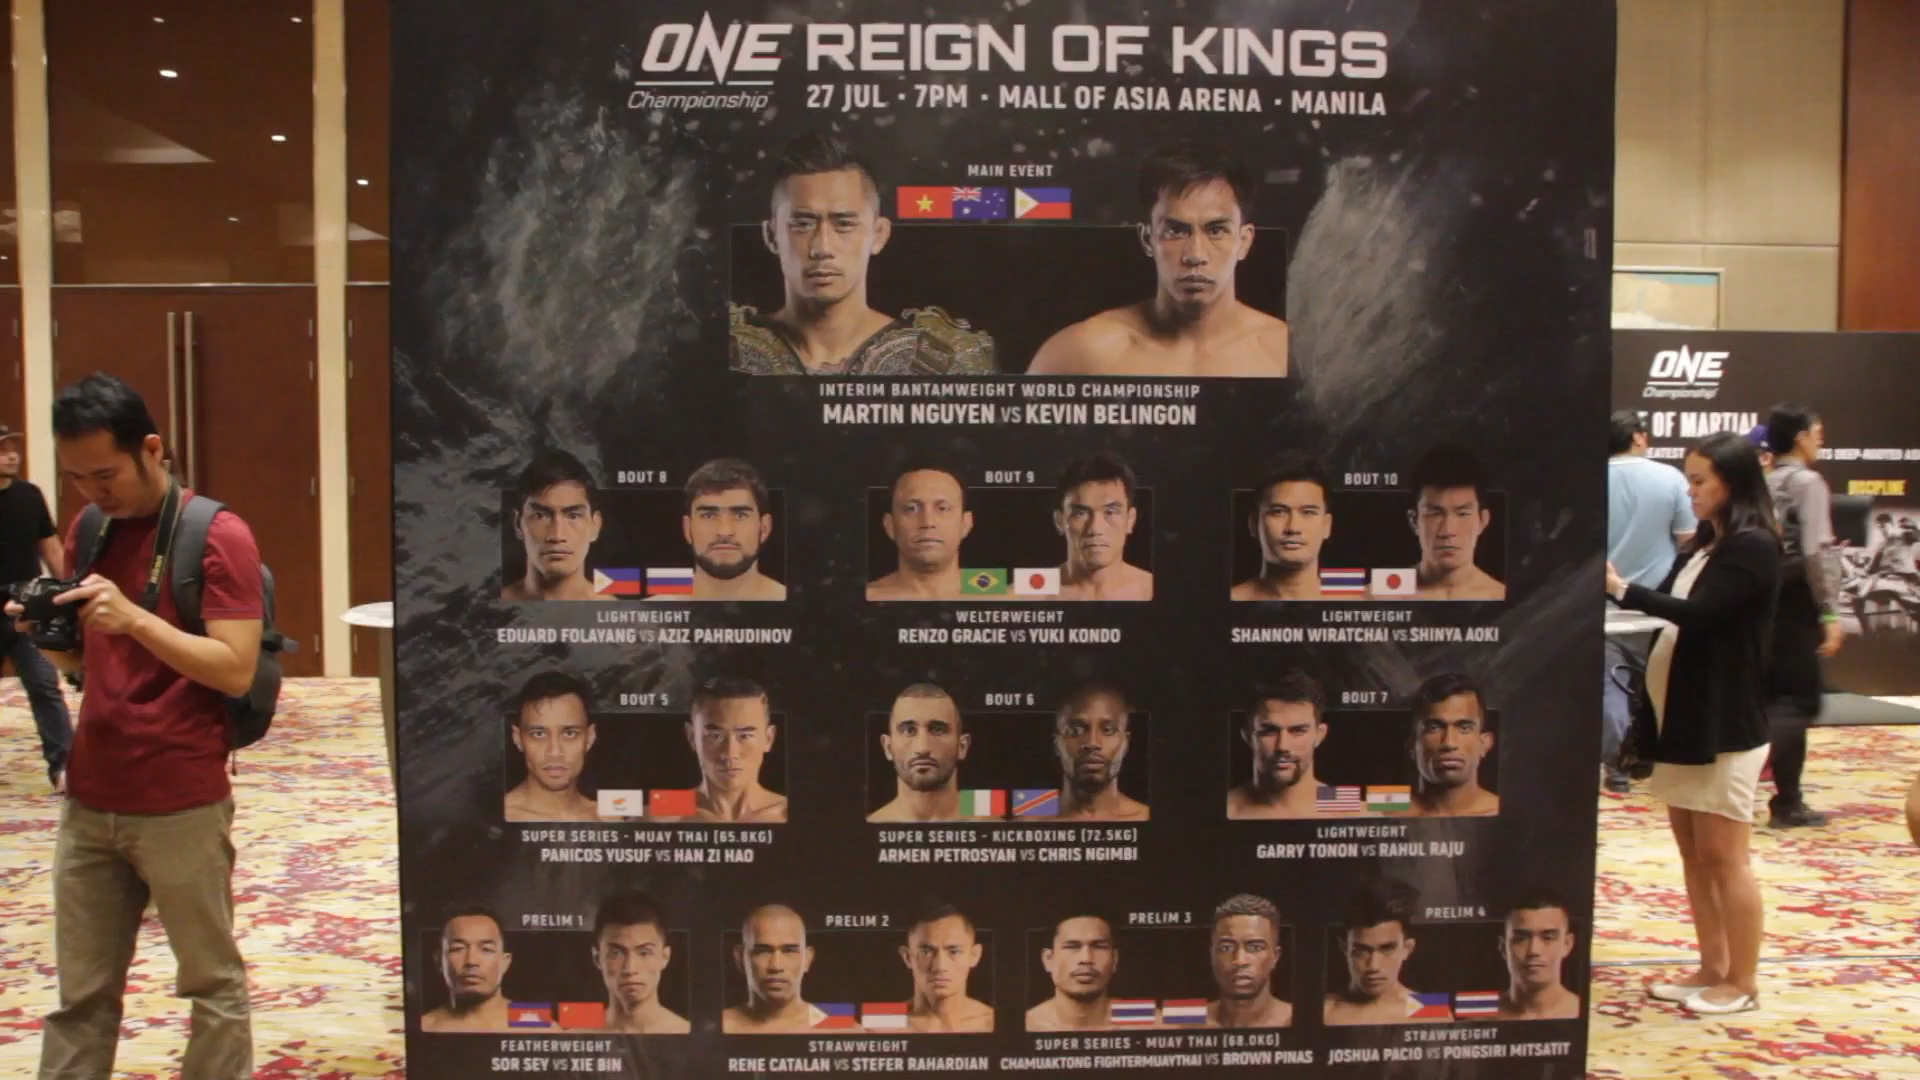 ONE REIGN OF KINGS
Championship 27 JUL · 7PM · MALL OF ASIA ARENA · MANILA
MAIN EVENT
INTERIM BANTAMWEIGHT WORLD CHAMPIONSHIP
MARTIN NGUYEN VS KEVIN BELINGON
BOUT 8
LIGHTWEIGHT
EDUARD FOLAYANG VS AZIZ PAHRUDINOV
BOUT 9
WELTERWEIGHT
RENZO GRACIE VS YUKI KONDO
BOUT 10
LIGHTWEIGHT
SHANNON WIRATCHAI VS SHINYA AOKI
BOUT 5
SUPER SERIES - MUAY THAI (65.8KG)
PANICOS YUSUF VS HAN ZI HAO
BOUT 6
SUPER SERIES - KICKBOXING (72.5KG)
ARMEN PETROSYAN VS CHRIS NGIMBI
BOUT 7
LIGHTWEIGHT
GARRY TONON VS RAHUL RAJU
PRELIM 1
FEATHERWEIGHT
SOR SEY VS XIE BIN
PRELIM 2
STRAWWEIGHT
RENE CATALAN VS STEFER RAHARDIAN
PRELIM 3
SUPER SERIES - MUAY THAI (68.0KG)
CHAMUAKTONG FIGHTERMUAYTHAI VS BROWN PINAS
PRELIM 4
STRAWWEIGHT
JOSHUA PACIO VS PONGSIRI MITSATIT
ONE
Championship
OF MARTIAL
DEEP-ROOTED
DISCIPLINE